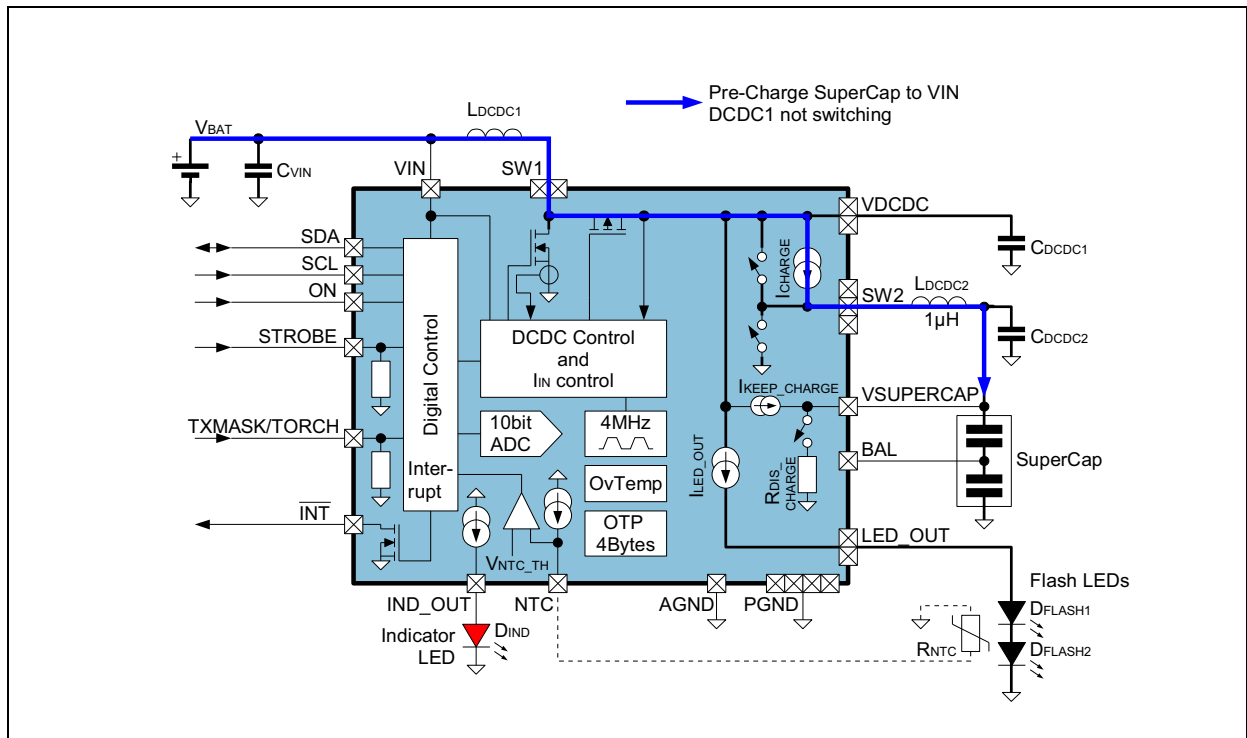 Pre-Charge SuperCap to VIN
DCDC1 not switching
LDCDC1
VBAT
+
CVIN
VIN
SW1
VDCDC
CDCDC1
SDA
SCL
ON
STROBE
TXMASK/TORCH
INT
Digital Control
Inter-
rupt
DCDC Control
and
IIN control
ICHARGE
SW2
LDCDC2
1µH
CDCDC2
IKEEP_CHARGE
VSUPERCAP
10bit
ADC
4MHz
OvTemp
OTP
4Bytes
ILED_OUT
RDIS_
CHARGE
BAL
SuperCap
VNTC_TH
LED_OUT
IND_OUT
NTC
AGND
PGND
Flash LEDs
DFLASH1
DFLASH2
RNTC
Indicator
LED
DIND